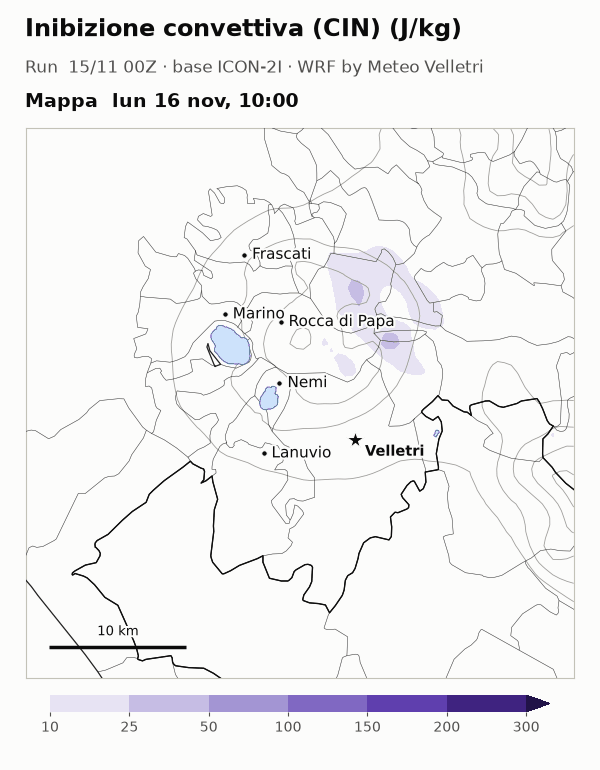 Inibizione convettiva (CIN) (J/kg)
Run  15/11 00Z · base ICON-2I · WRF by Meteo Velletri
Mappa  lun 16 nov, 10:00
Frascati
Marino
Rocca di Papa
Nemi
Lanuvio
Velletri
10 km
10 25 50 100 150 200 300